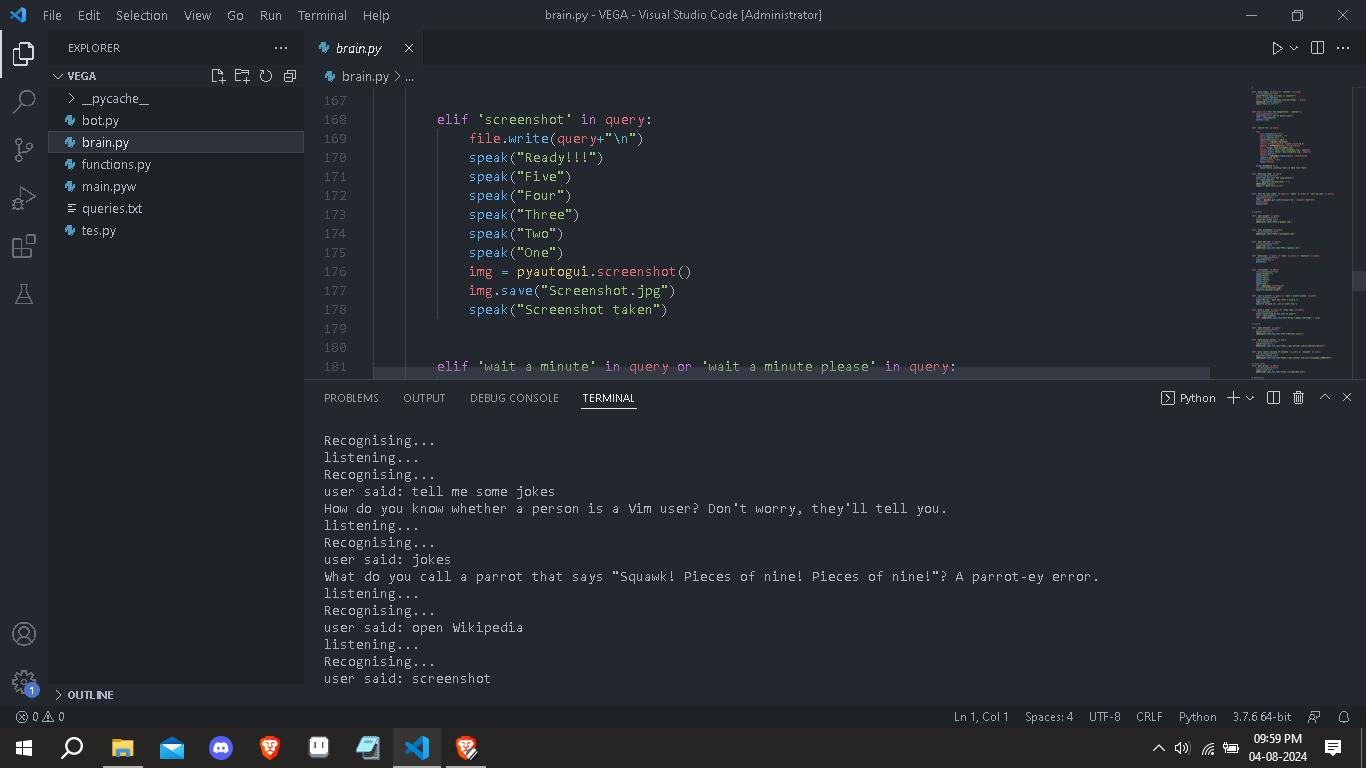 File Edit Selection View Go Run Terminal Help brain.py - VEGA - Visual Studio Code [Administrator]
EXPLORER
VEGA
__pycache__
bot.py
brain.py
functions.py
main.pyw
queries.txt
tes.py
OUTLINE
brain.py
brain.py > ...
167
168 elif 'screenshot' in query:
169 file.write(query+"\n")
170 speak("Ready!!!")
171 speak("Five")
172 speak("Four")
173 speak("Three")
174 speak("Two")
175 speak("One")
176 img = pyautogui.screenshot()
177 img.save("Screenshot.jpg")
178 speak("Screenshot taken")
179
180
181 elif 'wait a minute' in query or 'wait a minute please' in query:
PROBLEMS OUTPUT DEBUG CONSOLE TERMINAL Python
Recognising...
listening...
Recognising...
user said: tell me some jokes
How do you know whether a person is a Vim user? Don't worry, they'll tell you.
listening...
Recognising...
user said: jokes
What do you call a parrot that says "Squawk! Pieces of nine! Pieces of nine!"? A parrot-ey error.
listening...
Recognising...
user said: open Wikipedia
listening...
Recognising...
user said: screenshot
1
0 0 Ln 1, Col 1 Spaces: 4 UTF-8 CRLF Python 3.7.6 64-bit
09:59 PM
04-08-2024